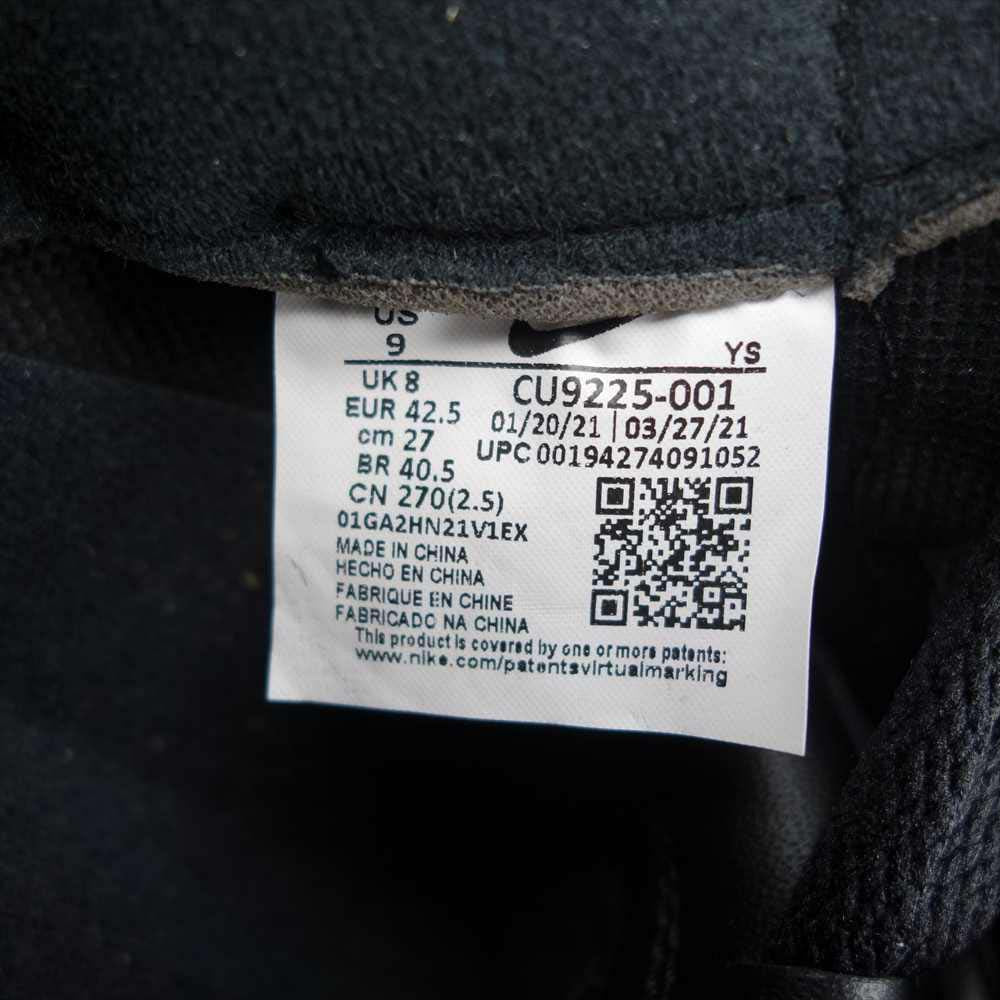 US
9
YS
UK 8
EUR 42.5
cm 27
BR 40.5
CN 270(2.5)
CU9225-001
01/20/21 | 03/27/21
UPC 00194274091052
01GA2HN21V1EX
MADE IN CHINA
HECHO EN CHINA
FABRIQUE EN CHINE
FABRICADO NA CHINA
This product is covered by one or more patents:
www.nike.com/patentsvirtualmarking